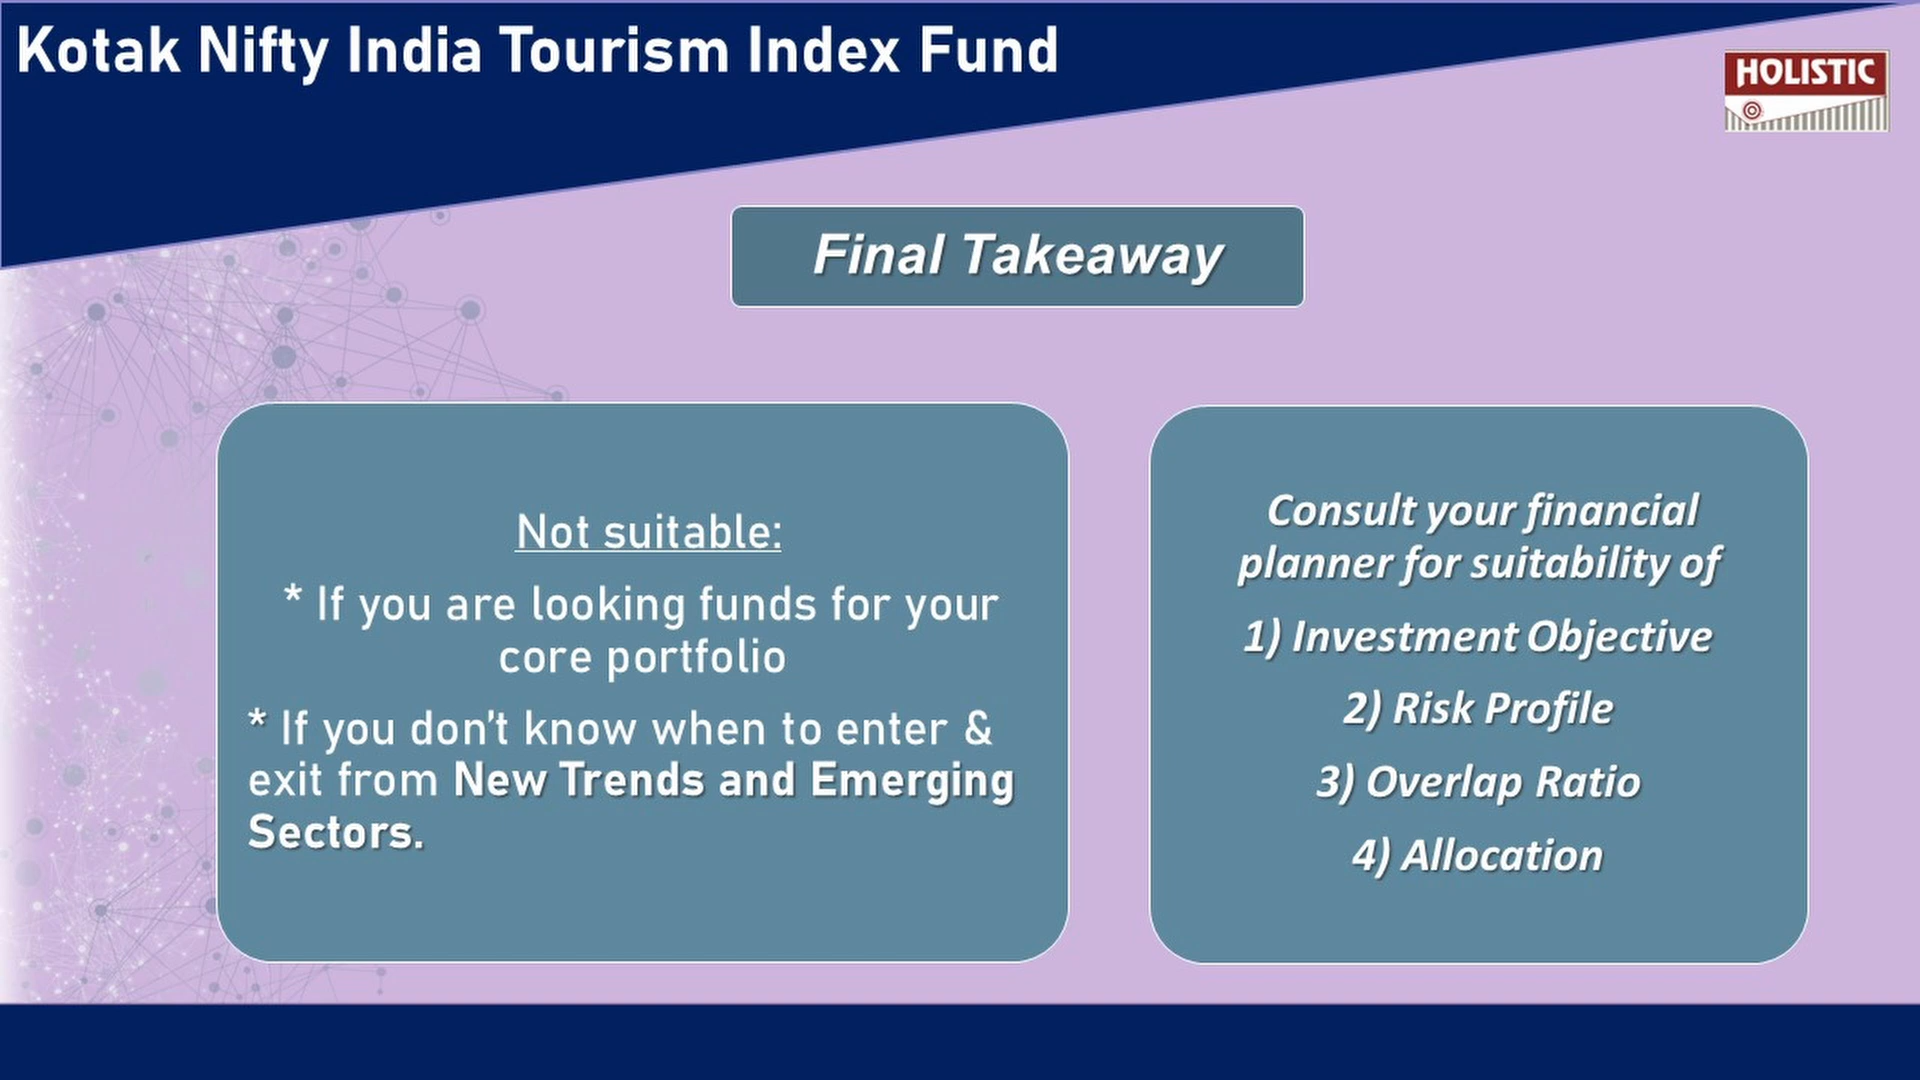 Kotak Nifty India Tourism Index Fund
HOLISTIC
Final Takeaway
Not suitable:
* If you are looking funds for your
core portfolio
* If you don't know when to enter &
exit from New Trends and Emerging
Sectors.
Consult your financial
planner for suitability of
1) Investment Objective
2) Risk Profile
3) Overlap Ratio
4) Allocation